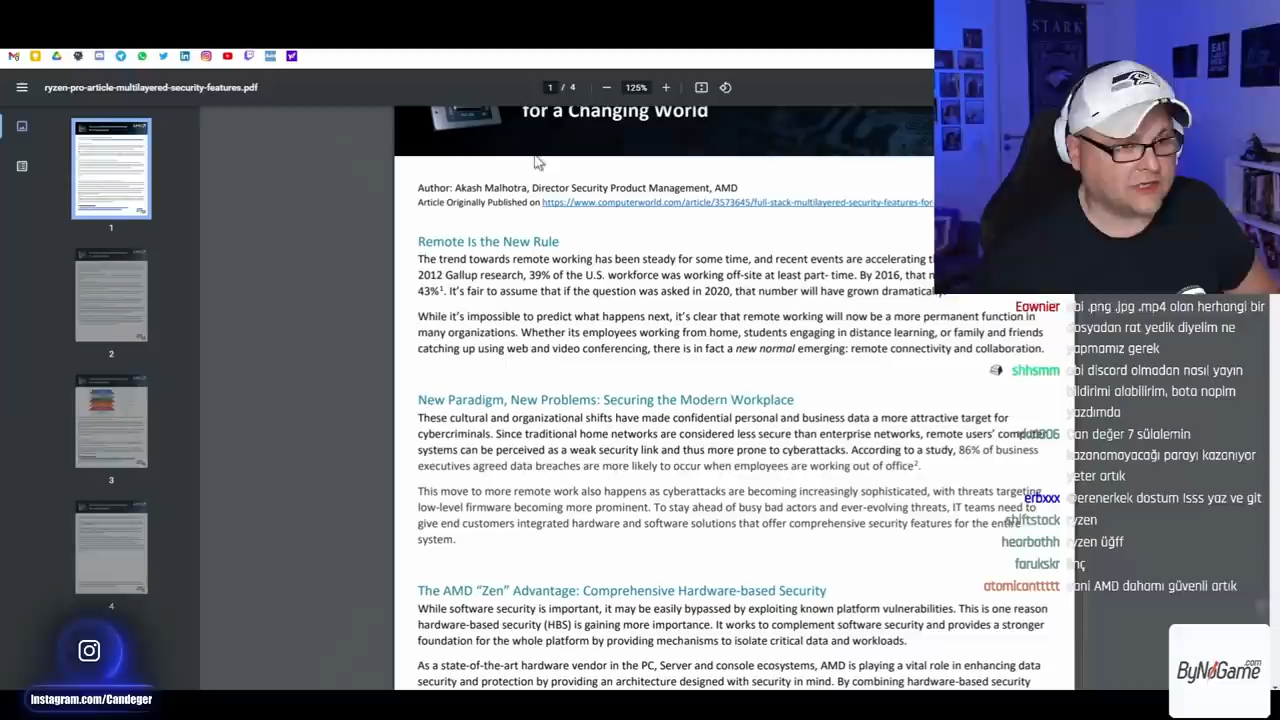 ryzen-pro-article-multilayered-security-features.pdf
1 / 4
125%
for a Changing World
Author: Akash Malhotra, Director Security Product Management, AMD
Article Originally Published on https://www.computerworld.com/article/3573645/full-stack-multilayered-security-features-for
Remote Is the New Rule
The trend towards remote working has been steady for some time, and recent events are accelerating
2012 Gallup research, 39% of the U.S. workforce was working off-site at least part- time. By 2016, that
43%1. It's fair to assume that if the question was asked in 2020, that number will have grown
While it's impossible to predict what happens next, it's clear that remote working will now be a more permanent function in
many organizations. Whether its employees working from home, students engaging in distance learning, or family and friends
catching up using web and video conferencing, there is in fact a new normal emerging: remote connectivity and collaboration.
New Paradigm, New Problems: Securing the Modern Workplace
These cultural and organizational shifts have made confidential personal and business data a more attractive target for
cybercriminals. Since traditional home networks are considered less secure than enterprise networks, remote users'
systems can be perceived as a weak security link and thus more prone to cyberattacks. According to a study, 86% of business
executives agreed data breaches are more likely to occur when employees are working out of office2.
This move to more remote work also happens as cyberattacks are becoming increasingly sophisticated, with threats targeting
low-level firmware becoming more prominent. To stay ahead of busy bad actors and ever-evolving threats, IT teams need to
give end customers integrated hardware and software solutions that offer comprehensive security features for the entire
system.
The AMD "Zen" Advantage: Comprehensive Hardware-based Security
While software security is important, it may be easily bypassed by exploiting known platform vulnerabilities. This is one reason
hardware-based security (HBS) is gaining more importance. It works to complement software security and provides a stronger
foundation for the whole platform by providing mechanisms to isolate critical data and workloads.
As a state-of-the-art hardware vendor in the PC, Server and console ecosystems, AMD is playing a vital role in enhancing data
security and protection by providing an architecture designed with security in mind. By combining hardware-based security
1
2
3
4
STARK
Eawnier abi .png .jpg .mp4 olan herhangi bir
dosyadan rat yedik diyelim ne
yapmamız gerek
shhsmm abi discord olmadan nasıl yayın
bildirimi alabilirim, bota napim
yazdımda
can değer 7 sülalemin
kazanamayacağı parayı kazanıyor
yeter artık
erbxxx @erenerkek dostum lsss yaz ve git
shiftstock ryzen
hearbathh ryzen üğff
farukskr linç
atomicanttttt yani AMD dahamı güvenli artık
Instagram.com/Candeger
ByNoGame.com